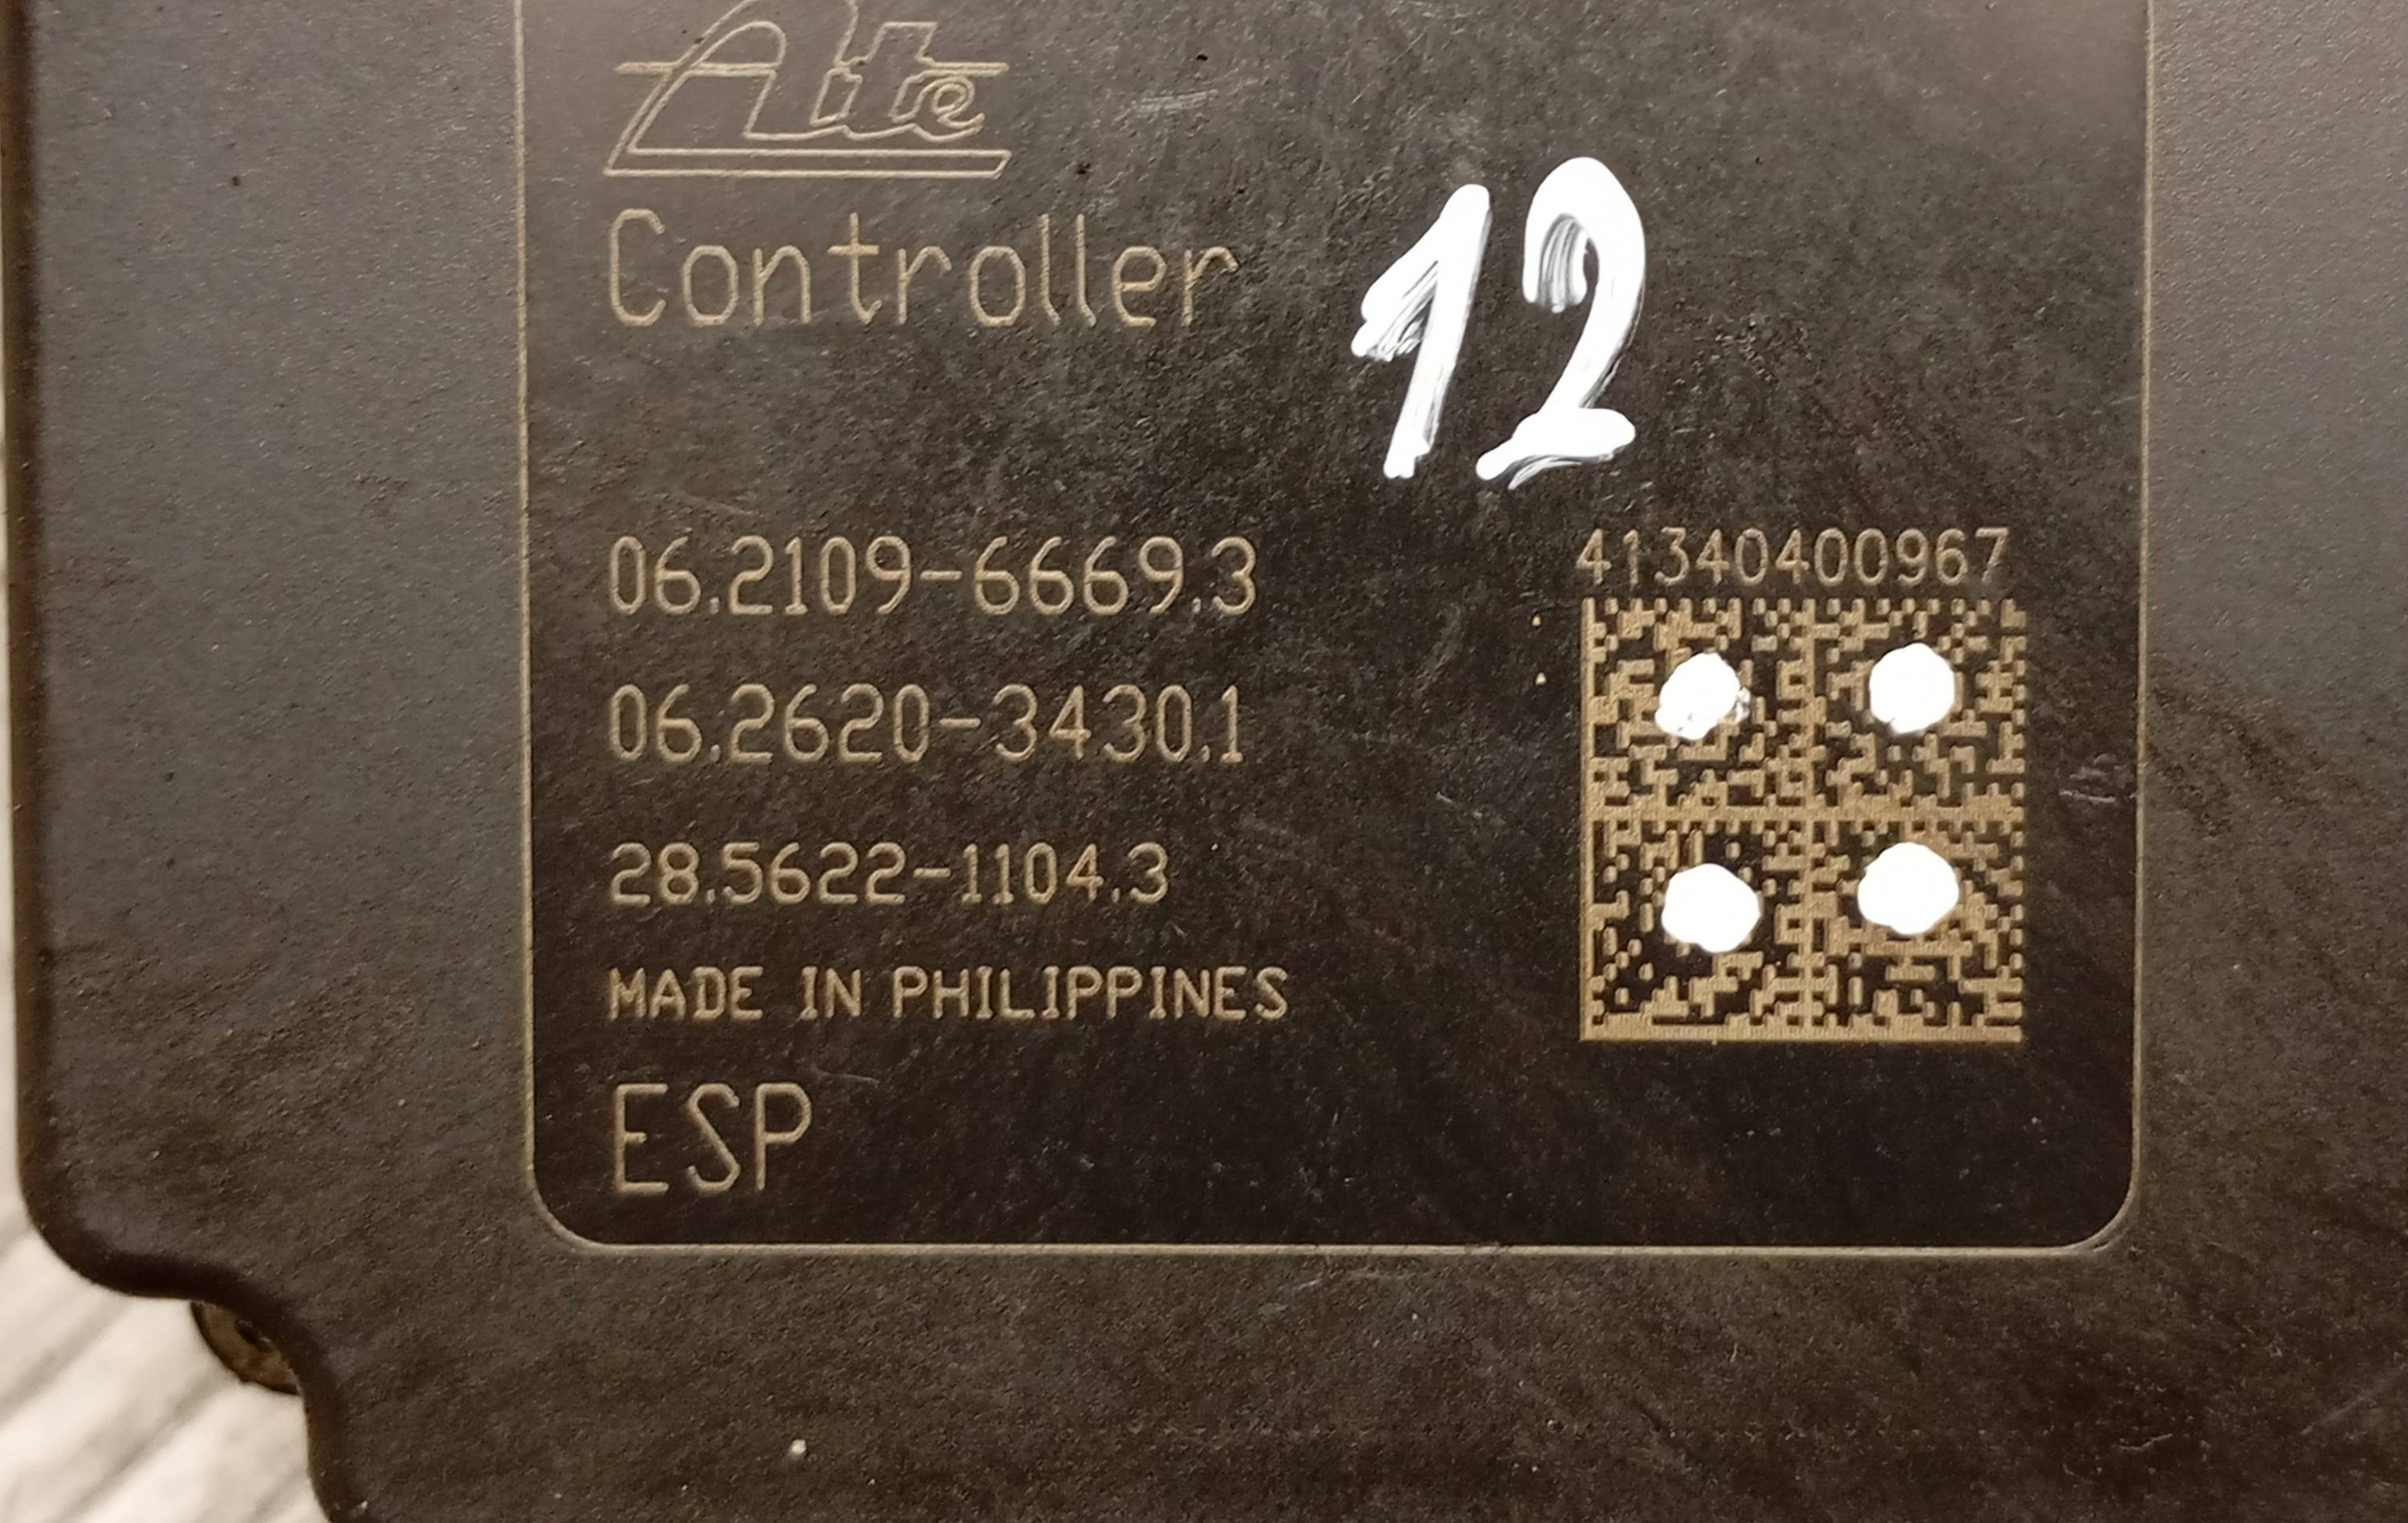 Ate
Controller
12
06.2109-6669.3
41340400967
06.2620-3430.1
28.5622-1104.3
MADE IN PHILIPPINES
ESP